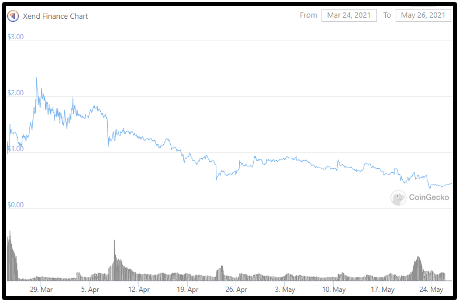 Xend Finance Chart
From Mar 24, 2021 To May 26, 2021
$3.00
$2.00
$1.00
$0.00
CoinGecko
29. Mar 5. Apr 12. Apr 19. Apr 26. Apr 3. May 10. May 17. May 24. May